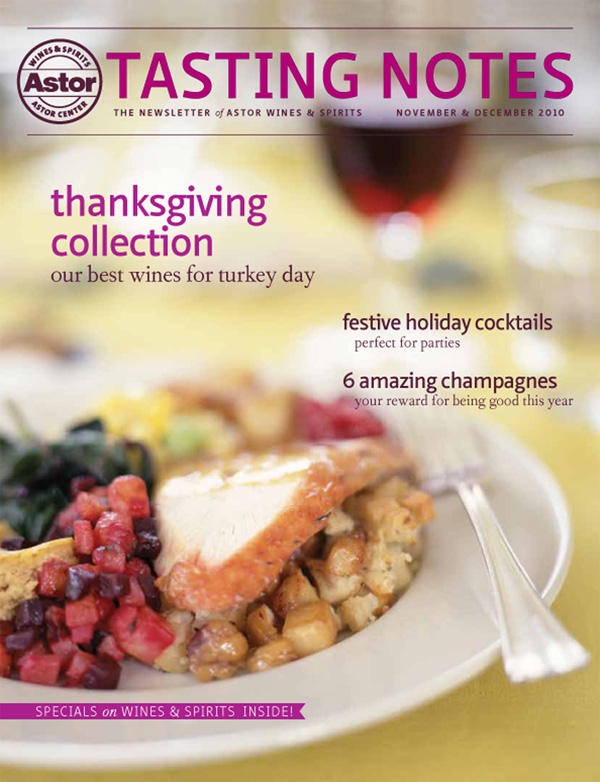 WINES & SPIRITS
Astor
ASTOR CENTER
TASTING NOTES
THE NEWSLETTER of ASTOR WINES & SPIRITS NOVEMBER & DECEMBER 2010
thanksgiving
collection
our best wines for turkey day
festive holiday cocktails
perfect for parties
6 amazing champagnes
your reward for being good this year
SPECIALS on WINES & SPIRITS INSIDE!